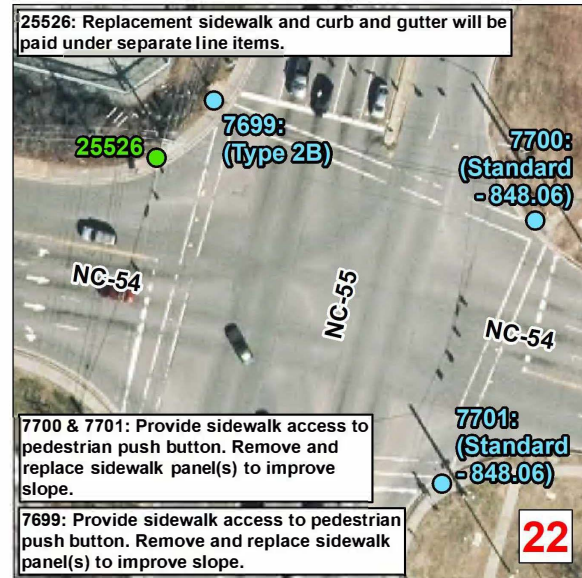 25526: Replacement sidewalk and curb and gutter will be
paid under separate line items.
7699:
(Type 2B)
25526
7700:
(Standard
- 848.06)
NC-54
NC-55
NC-54
7701:
(Standard
- 848.06)
7700 & 7701: Provide sidewalk access to
pedestrian push button. Remove and
replace sidewalk panel(s) to improve
slope.
7699: Provide sidewalk access to pedestrian
push button. Remove and replace sidewalk
panel(s) to improve slope.
22